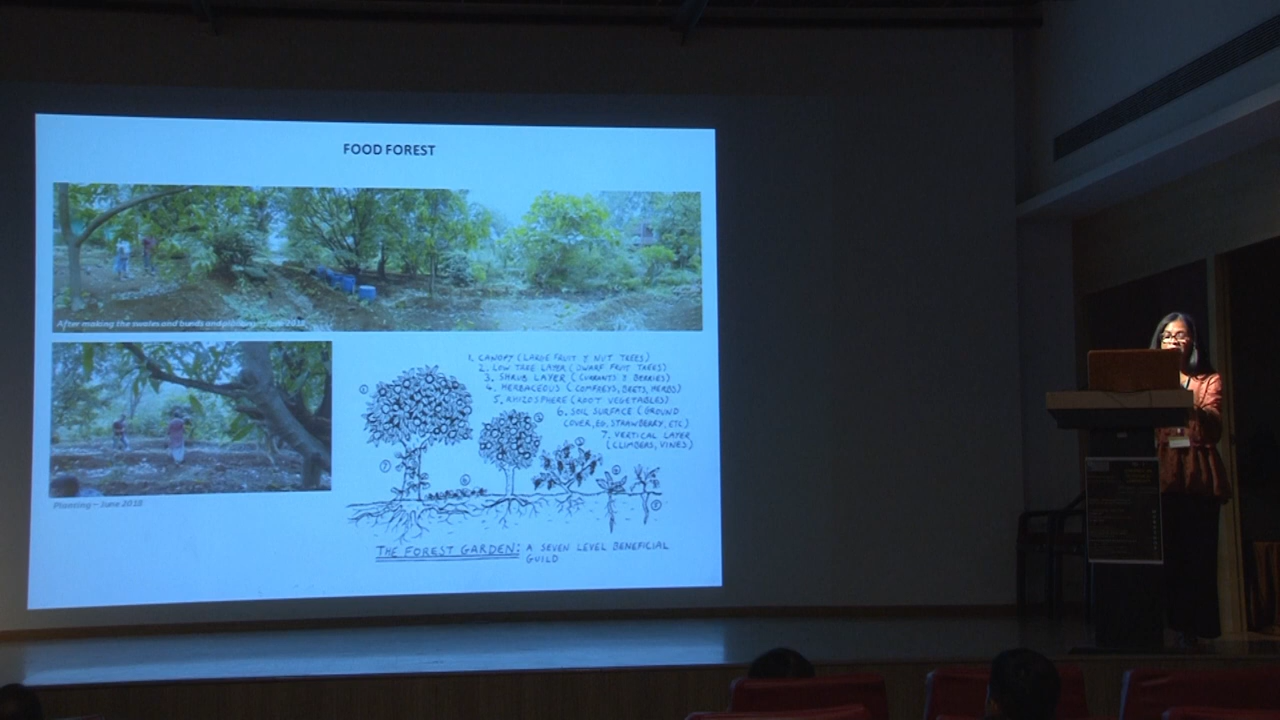 FOOD FOREST
After making the swales and bunds and
Planting – June 2018
1. CANOPY (LARGE FRUIT & NUT TREES)
2. LOW TREE LAYER (DWARF FRUIT TREES)
3. SHRUB LAYER (CURRANTS & BERRIES)
4. HERBACEOUS (COMFREYS, BEETS, HERBS)
5. RHIZOSPHERE (ROOT VEGETABLES)
6. SOIL SURFACE (GROUND
COVER, EG. STRAWBERRY, ETC)
7. VERTICAL LAYER
(CLIMBERS, VINES)
THE FOREST GARDEN: A SEVEN LEVEL BENEFICIAL
GUILD